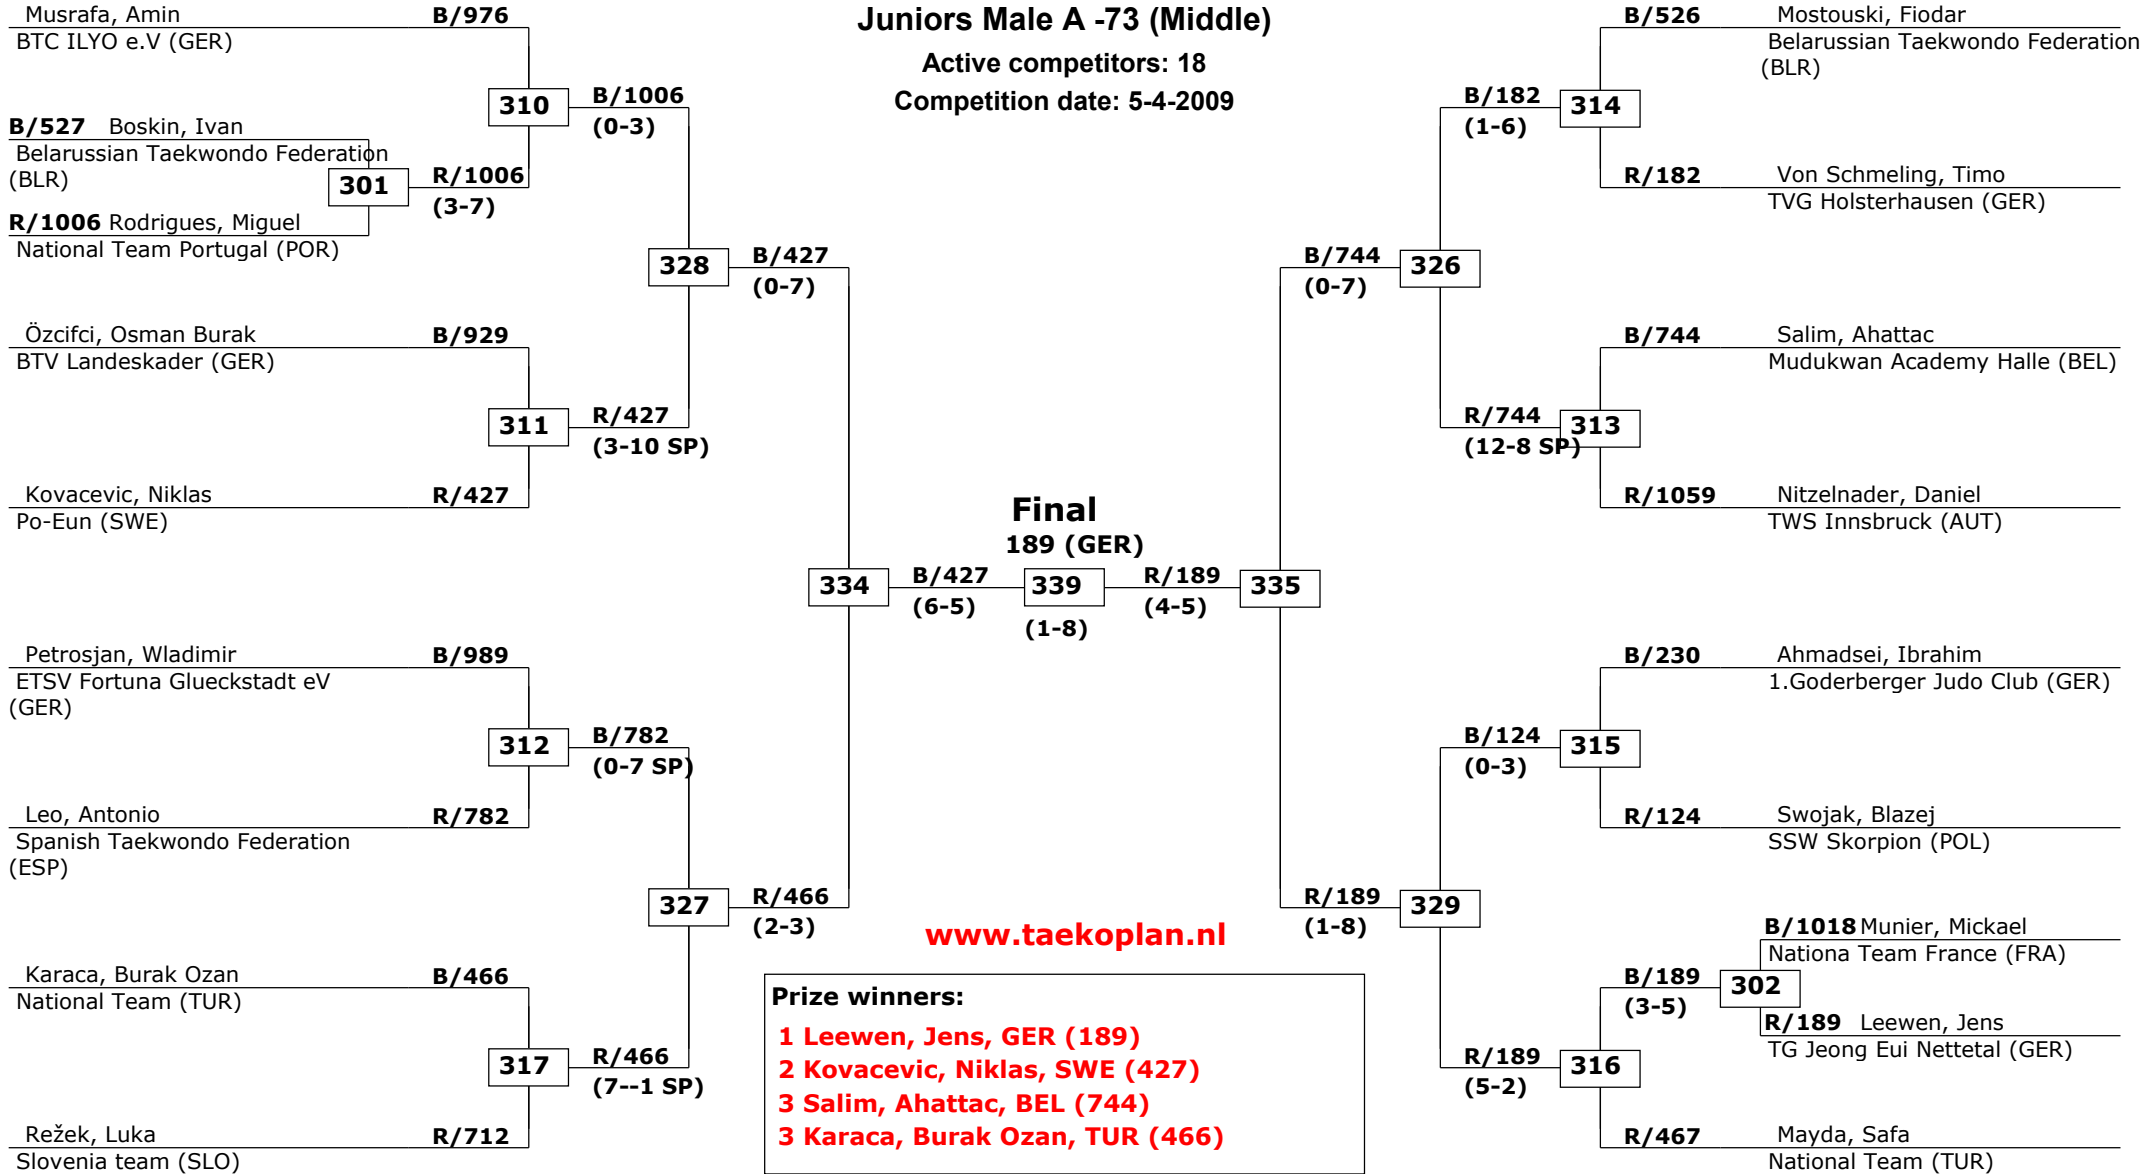 Juniors Male A -73 (Middle)
Active competitors: 18
Competition date: 5-4-2009
Musrafa, Amin B/976
BTC ILYO e.V (GER)
310
B/1006
(0-3)
B/527 Boskin, Ivan
Belarussian Taekwondo Federation
(BLR)
301
R/1006
(3-7)
R/1006 Rodrigues, Miguel
National Team Portugal (POR)
328
B/427
(0-7)
Özcifci, Osman Burak B/929
BTV Landeskader (GER)
311
R/427
(3-10 SP)
Kovacevic, Niklas R/427
Po-Eun (SWE)
334
B/427
(6-5)
Petrosjan, Wladimir B/989
ETSV Fortuna Glueckstadt eV
(GER)
312
B/782
(0-7 SP)
Leo, Antonio R/782
Spanish Taekwondo Federation
(ESP)
327
R/466
(2-3)
Karaca, Burak Ozan B/466
National Team (TUR)
317
R/466
(7--1 SP)
Režek, Luka R/712
Slovenia team (SLO)
Final
189 (GER)
339
(1-8)
R/189
(4-5)
335
B/526 Mostouski, Fiodar
Belarussian Taekwondo Federation
(BLR)
B/182
(1-6)
314
R/182 Von Schmeling, Timo
TVG Holsterhausen (GER)
B/744
(0-7)
326
B/744 Salim, Ahattac
Mudukwan Academy Halle (BEL)
R/744
(12-8 SP)
313
R/1059 Nitzelnader, Daniel
TWS Innsbruck (AUT)
B/230 Ahmadsei, Ibrahim
1.Goderberger Judo Club (GER)
B/124
(0-3)
315
R/124 Swojak, Blazej
SSW Skorpion (POL)
R/189
(1-8)
329
B/1018 Munier, Mickael
Nationa Team France (FRA)
B/189
(3-5)
302
R/189 Leewen, Jens
TG Jeong Eui Nettetal (GER)
R/189
(5-2)
316
R/467 Mayda, Safa
National Team (TUR)
www.taekoplan.nl
Prize winners:
1 Leewen, Jens, GER (189)
2 Kovacevic, Niklas, SWE (427)
3 Salim, Ahattac, BEL (744)
3 Karaca, Burak Ozan, TUR (466)